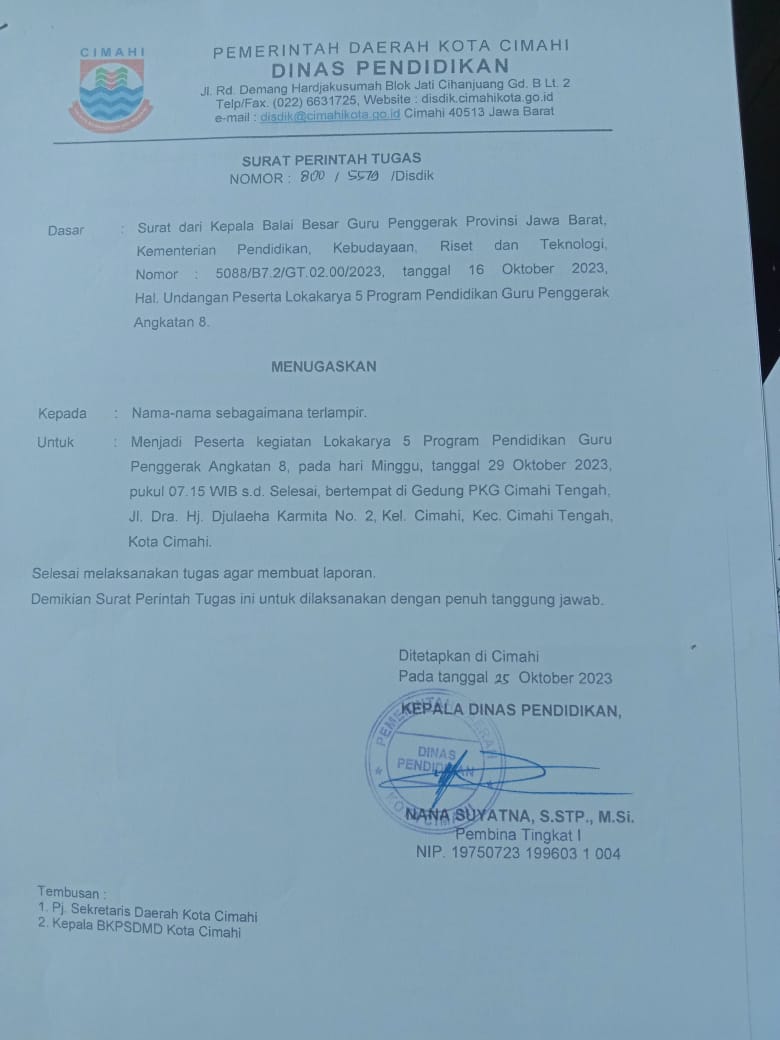 CIMAHI
PEMERINTAH DAERAH KOTA CIMAHI
DINAS PENDIDIKAN
Jl. Rd. Demang Hardjakusumah Blok Jati Cihanjuang Gd. B Lt. 2
Telp/Fax. (022) 6631725, Website : disdik.cimahikota.go.id
e-mail : disdik@cimahikota.go.id Cimahi 40513 Jawa Barat
SURAT PERINTAH TUGAS
NOMOR : 800 / 5570 /Disdik
Dasar : Surat dari Kepala Balai Besar Guru Penggerak Provinsi Jawa Barat,
Kementerian Pendidikan, Kebudayaan, Riset dan Teknologi,
Nomor : 5088/B7.2/GT.02.00/2023, tanggal 16 Oktober 2023,
Hal. Undangan Peserta Lokakarya 5 Program Pendidikan Guru Penggerak
Angkatan 8.
MENUGASKAN
Kepada : Nama-nama sebagaimana terlampir.
Untuk : Menjadi Peserta kegiatan Lokakarya 5 Program Pendidikan Guru
Penggerak Angkatan 8, pada hari Minggu, tanggal 29 Oktober 2023,
pukul 07.15 WIB s.d. Selesai, bertempat di Gedung PKG Cimahi Tengah,
Jl. Dra. Hj. Djulaeha Karmita No. 2, Kel. Cimahi, Kec. Cimahi Tengah,
Kota Cimahi.
Selesai melaksanakan tugas agar membuat laporan.
Demikian Surat Perintah Tugas ini untuk dilaksanakan dengan penuh tanggung jawab.
Ditetapkan di Cimahi
Pada tanggal 25 Oktober 2023
KEPALA DINAS PENDIDIKAN,
DINAS
PENDIDIKAN
NANA SUYATNA, S.STP., M.Si.
Pembina Tingkat I
NIP. 19750723 199603 1 004
Tembusan :
1. Pj. Sekretaris Daerah Kota Cimahi
2. Kepala BKPSDMD Kota Cimahi